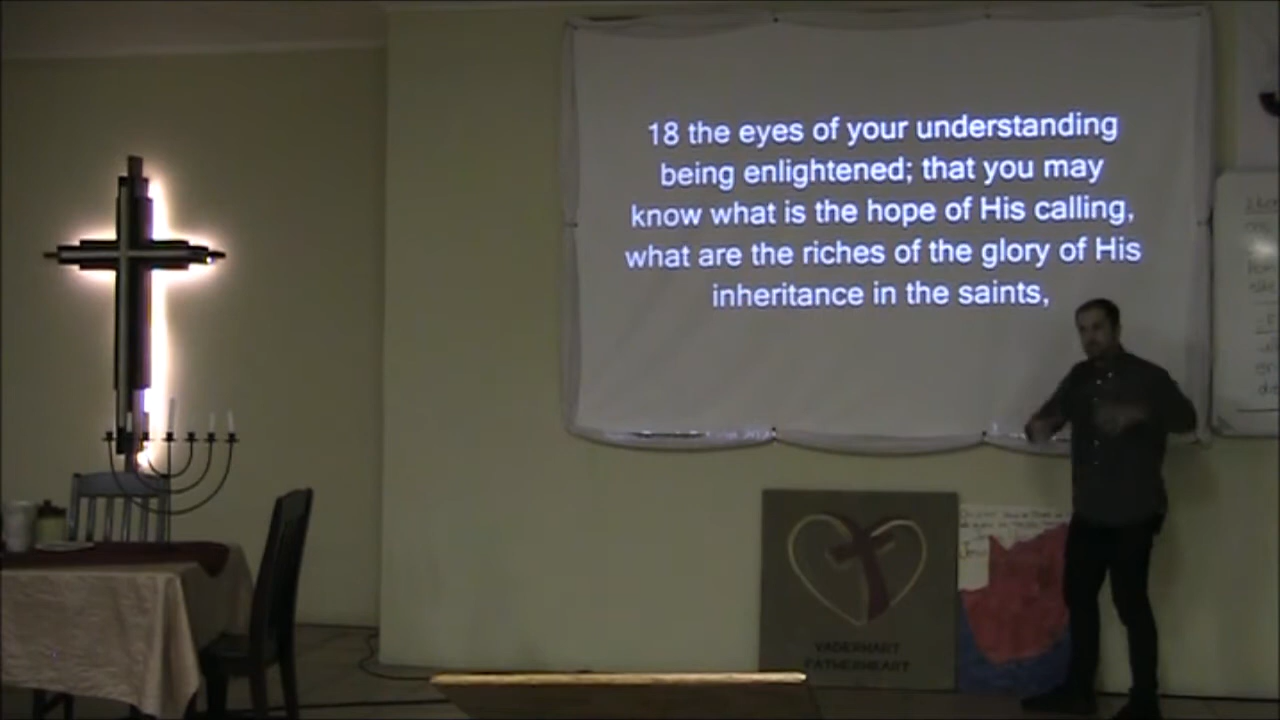 18 the eyes of your understanding
being enlightened; that you may
know what is the hope of His calling,
what are the riches of the glory of His
inheritance in the saints,
VADERHART
FATHERHEART